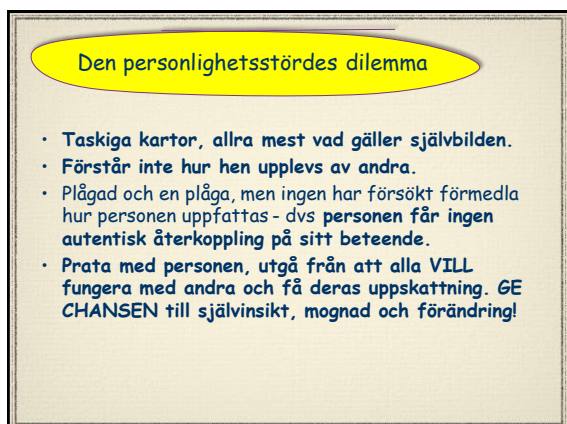 Den personlighetsstördes dilemma
• Taskiga kartor, allra mest vad gäller självbilden.
• Förstår inte hur hen upplevs av andra.
• Plågad och en plåga, men ingen har försökt förmedla
hur personen uppfattas - dvs personen får ingen
autentisk återkoppling på sitt beteende.
• Prata med personen, utgå från att alla VILL
fungera med andra och få deras uppskattning. GE
CHANSEN till självinsikt, mognad och förändring!